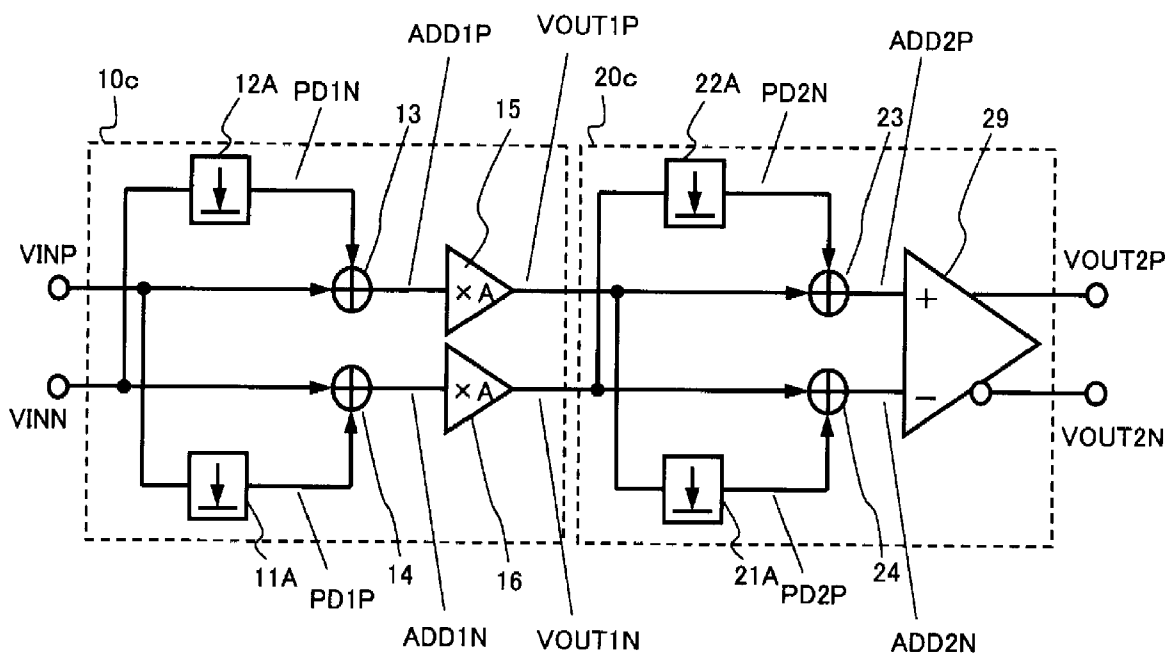 ADD1P
VOUT1P
ADD2P
10c
12A
PD1N
13
15
20c
22A
PD2N
23
29
VINP
× A
+
VOUT2P
VINN
× A
−
VOUT2N
11A
PD1P
14
ADD1N
16
VOUT1N
21A
PD2P
24
ADD2N